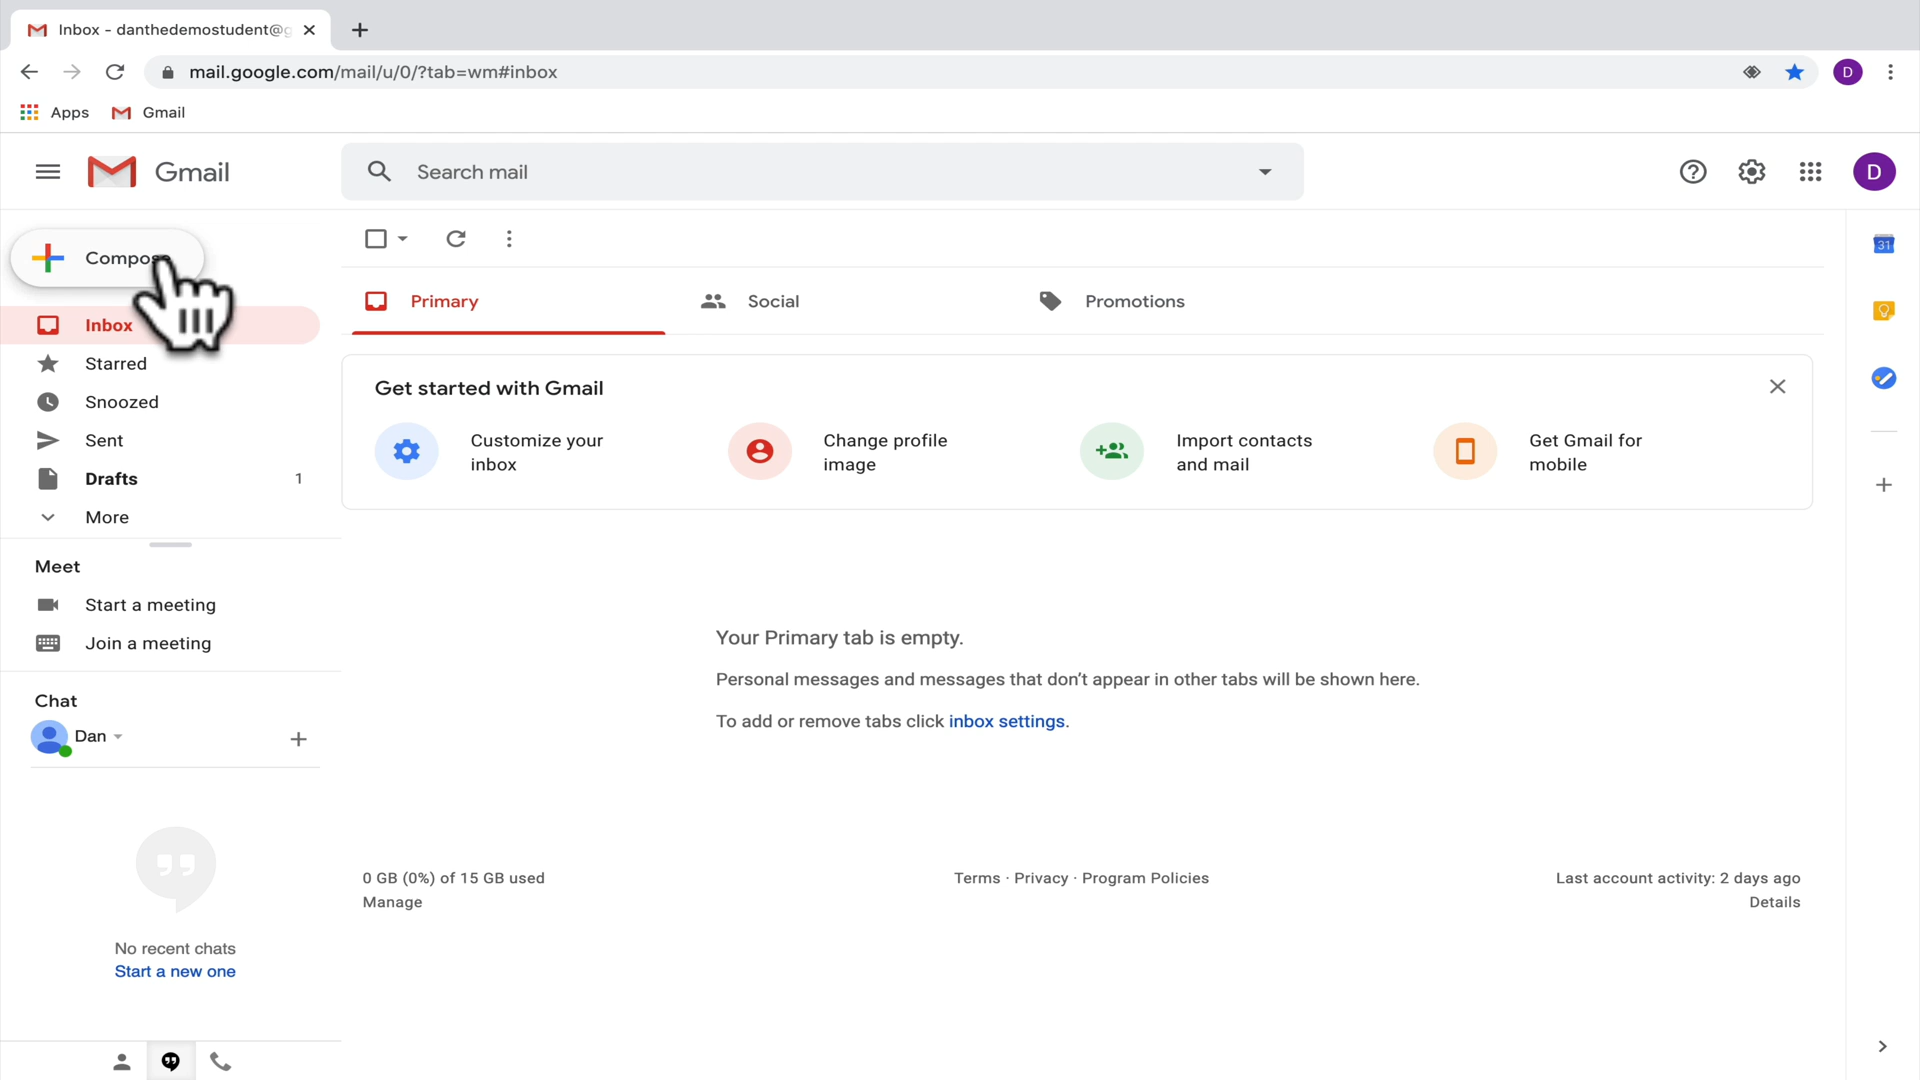 Inbox - danthedemostudent@g
mail.google.com/mail/u/0/?tab=wm#inbox
D
Apps
Gmail
Gmail
Search mail
D
Compose
Inbox
Starred
Snoozed
Sent
Drafts 1
More
Meet
Start a meeting
Join a meeting
Chat
Dan
No recent chats
Start a new one
Primary
Social
Promotions
Get started with Gmail
Customize your
inbox
Change profile
image
Import contacts
and mail
Get Gmail for
mobile
Your Primary tab is empty.
Personal messages and messages that don’t appear in other tabs will be shown here.
To add or remove tabs click inbox settings.
0 GB (0%) of 15 GB used
Manage
Terms · Privacy · Program Policies
Last account activity: 2 days ago
Details
31